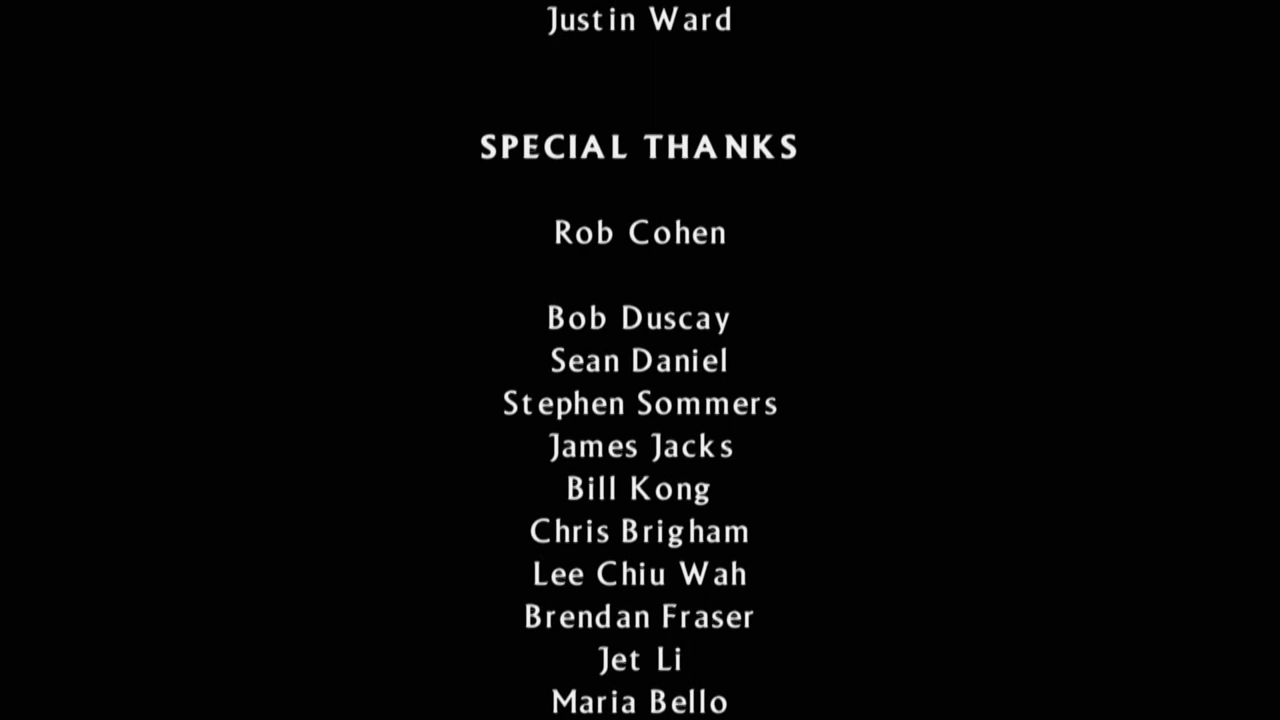 Justin Ward
SPECIAL THANKS
Rob Cohen
Bob Duscay
Sean Daniel
Stephen Sommers
James Jacks
Bill Kong
Chris Brigham
Lee Chiu Wah
Brendan Fraser
Jet Li
Maria Bello